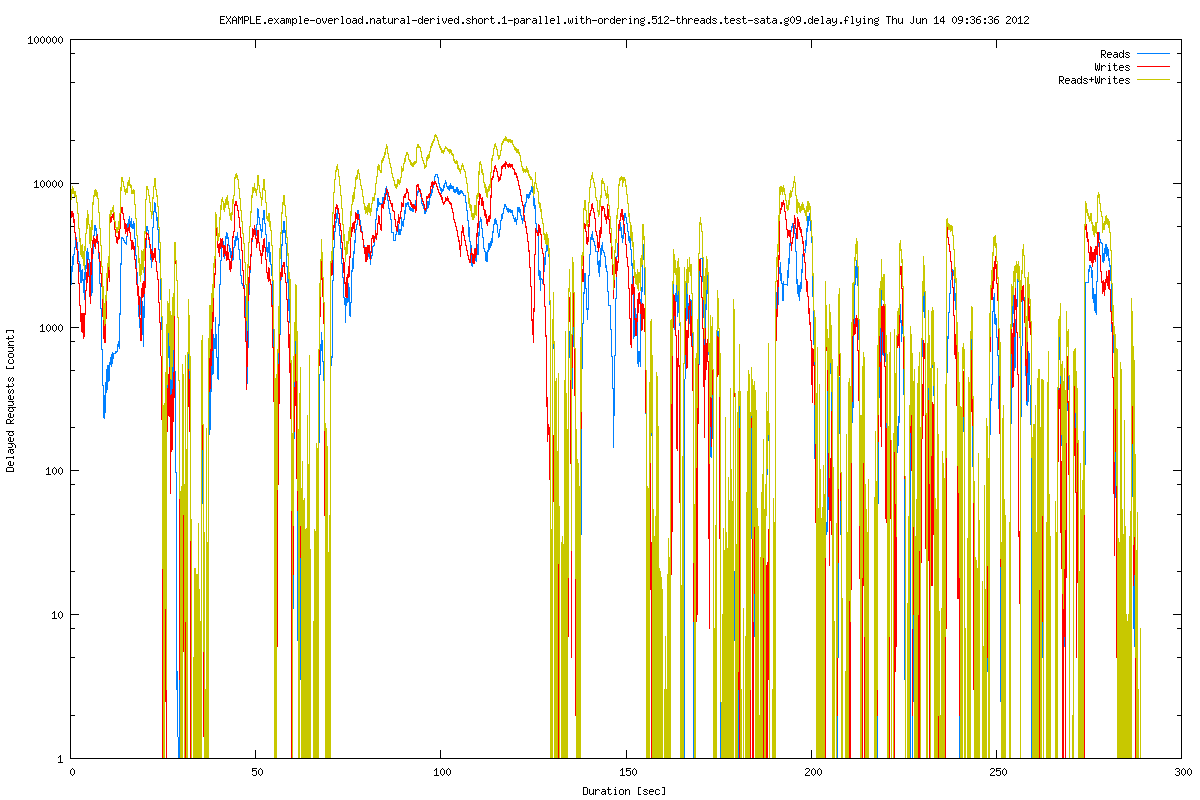 EXAMPLE.example-overload.natural-derived.short.1-parallel.with-ordering.512-threads.test-sata.g09.delay.flying Thu Jun 14 09:36:36 2012
Reads
Writes
Reads+Writes
100000
10000
1000
100
10
1
Delayed Requests [count]
0 50 100 150 200 250 300
Duration [sec]